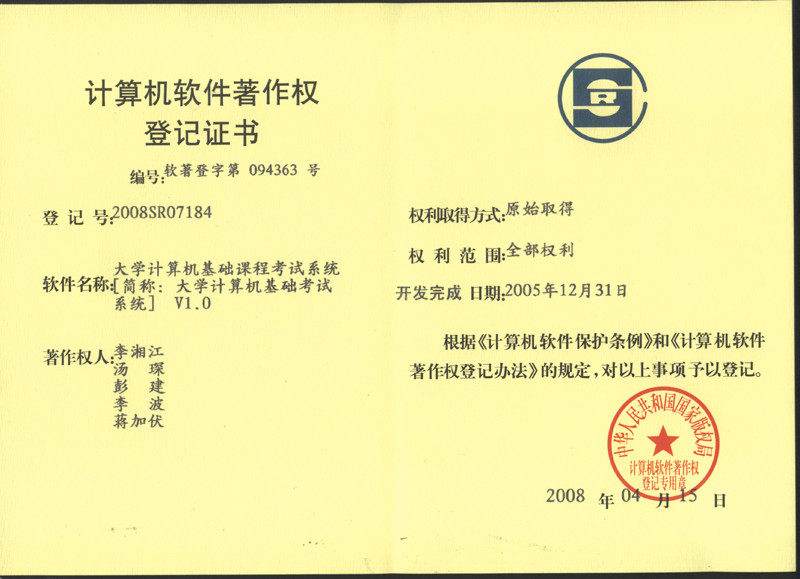 计算机软件著作权
登记证书
编号:软著登字第 094363 号
登 记 号:2008SR07184
软件名称:大学计算机基础课程考试系统
[简称: 大学计算机基础考试
系统] V1.0
著作权人:李湘江
汤 琛
彭 建
李 波
蒋加伏
SR
权利取得方式:原始取得
权 利 范 围:全部权利
开发完成 日期:2005年12月31日
根据《计算机软件保护条例》和《计算机软件
著作权登记办法》的规定,对以上事项予以登记。
中华人民共和国国家版权局
计算机软件著作权
登记专用章
2008 年 04 月 15 日